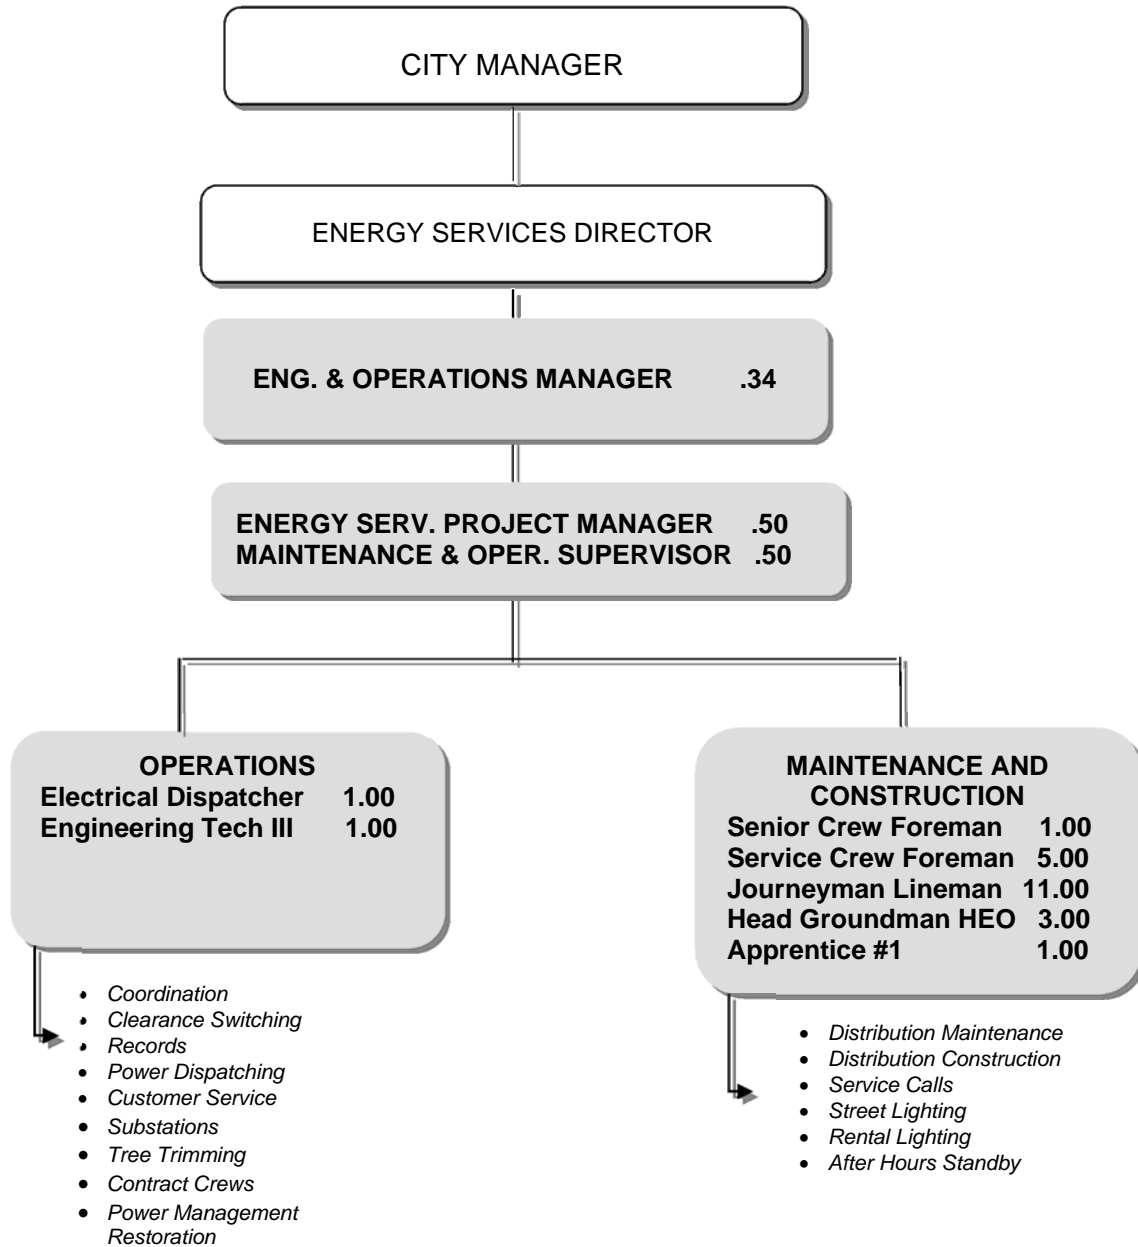 CITY MANAGER
ENERGY SERVICES DIRECTOR
ENG. & OPERATIONS MANAGER .34
ENERGY SERV. PROJECT MANAGER .50
MAINTENANCE & OPER. SUPERVISOR .50
OPERATIONS
Electrical Dispatcher 1.00
Engineering Tech III 1.00
• Coordination
• Clearance Switching
• Records
• Power Dispatching
• Customer Service
• Substations
• Tree Trimming
• Contract Crews
• Power Management
Restoration
MAINTENANCE AND
CONSTRUCTION
Senior Crew Foreman 1.00
Service Crew Foreman 5.00
Journeyman Lineman 11.00
Head Groundman HEO 3.00
Apprentice #1 1.00
• Distribution Maintenance
• Distribution Construction
• Service Calls
• Street Lighting
• Rental Lighting
• After Hours Standby